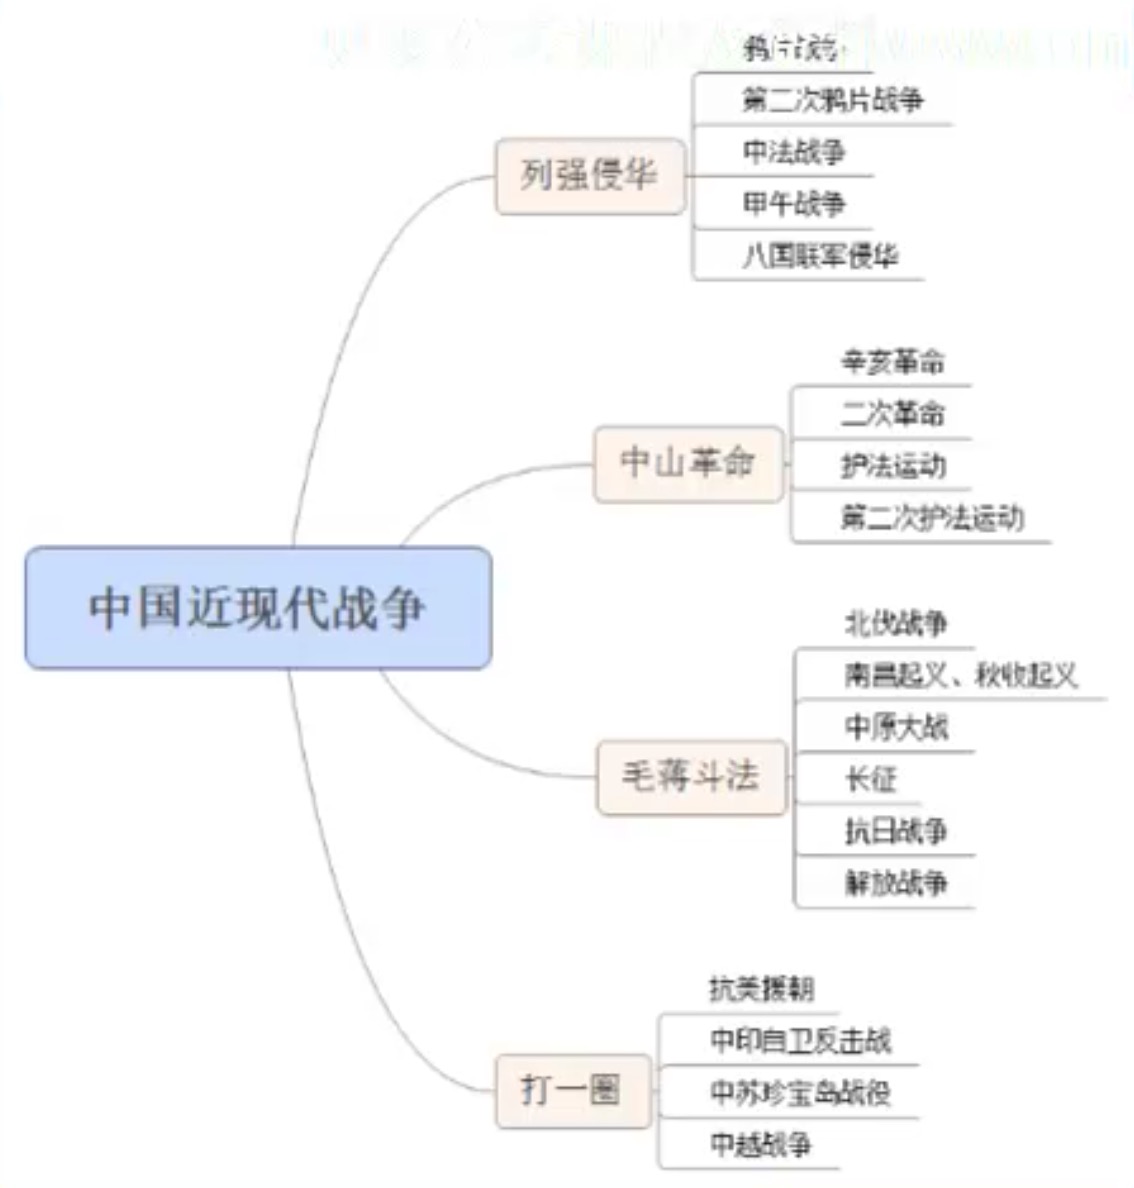 鸦片战争
第二次鸦片战争
中法战争
甲午战争
八国联军侵华
列强侵华
辛亥革命
二次革命
护法运动
第二次护法运动
中山革命
中国近现代战争
北伐战争
南昌起义、秋收起义
中原大战
长征
抗日战争
解放战争
毛蒋斗法
抗美援朝
中印自卫反击战
中苏珍宝岛战役
中越战争
打一圈